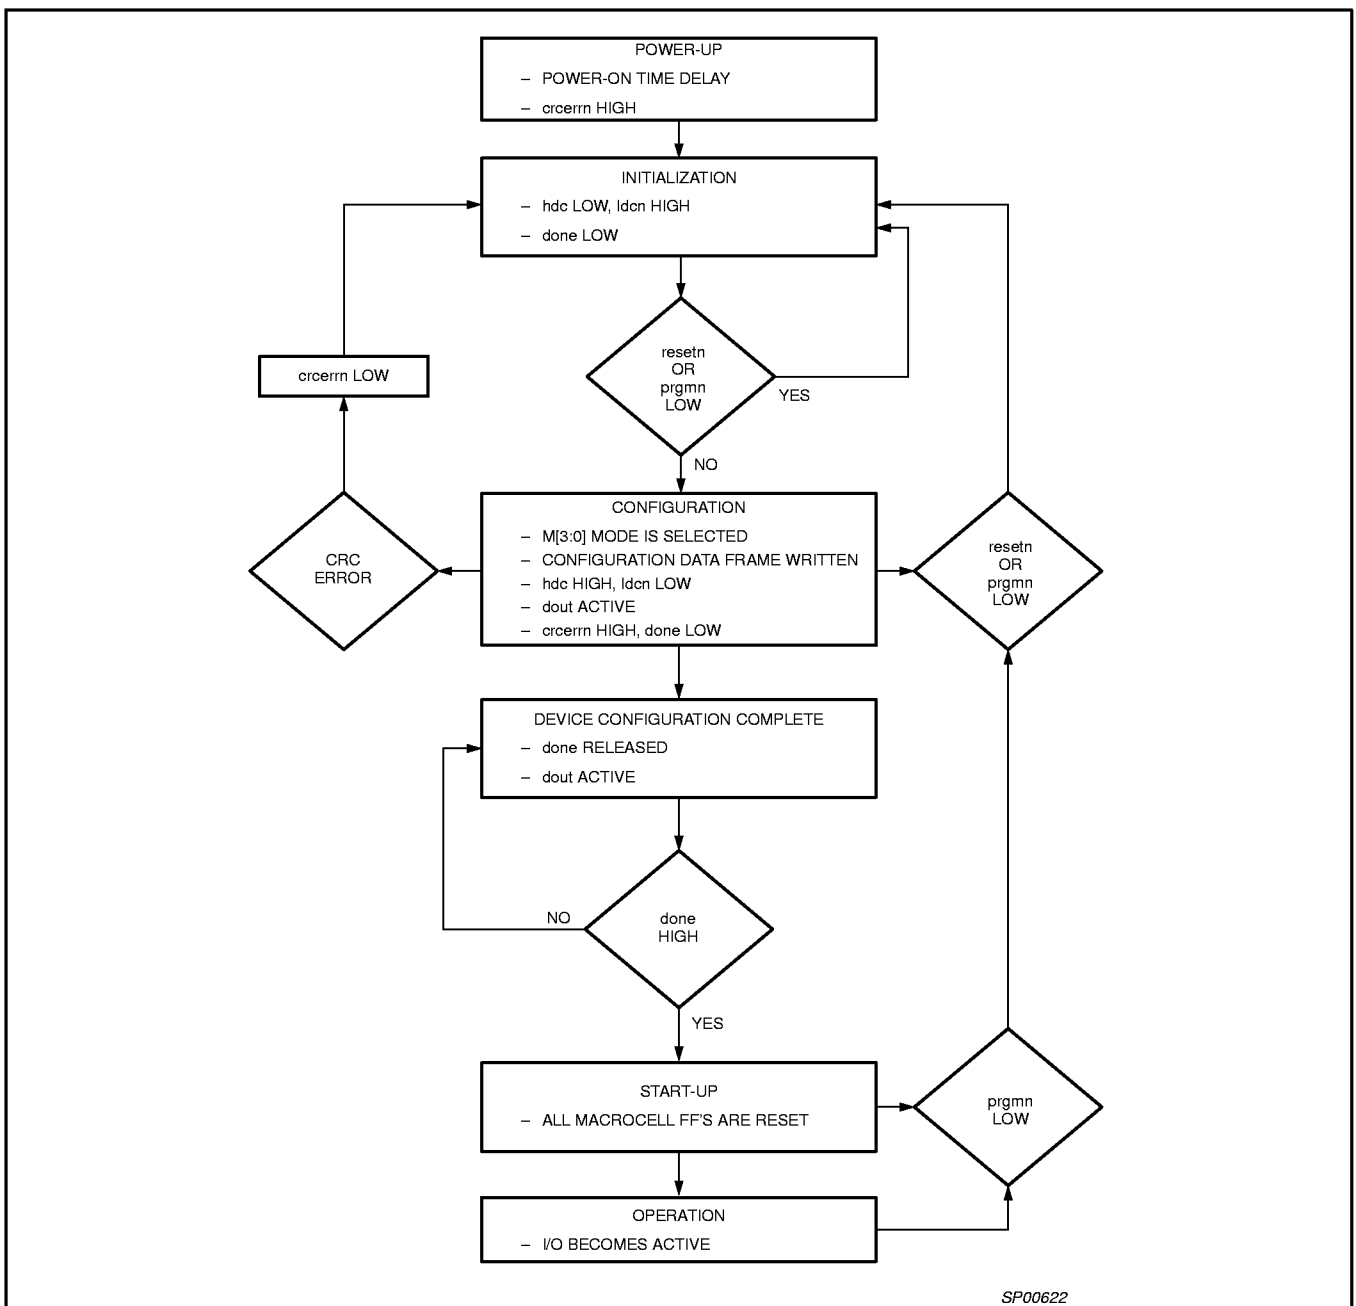 POWER-UP
– POWER-ON TIME DELAY
– crcerrn HIGH
INITIALIZATION
– hdc LOW, ldcn HIGH
– done LOW
resetn
OR
prgmn
LOW
YES
NO
crcerrn LOW
CRC
ERROR
CONFIGURATION
– M[3:0] MODE IS SELECTED
– CONFIGURATION DATA FRAME WRITTEN
– hdc HIGH, ldcn LOW
– dout ACTIVE
– crcerrn HIGH, done LOW
resetn
OR
prgmn
LOW
DEVICE CONFIGURATION COMPLETE
– done RELEASED
– dout ACTIVE
NO
done
HIGH
YES
START-UP
– ALL MACROCELL FF'S ARE RESET
prgmn
LOW
OPERATION
– I/O BECOMES ACTIVE
SP00622